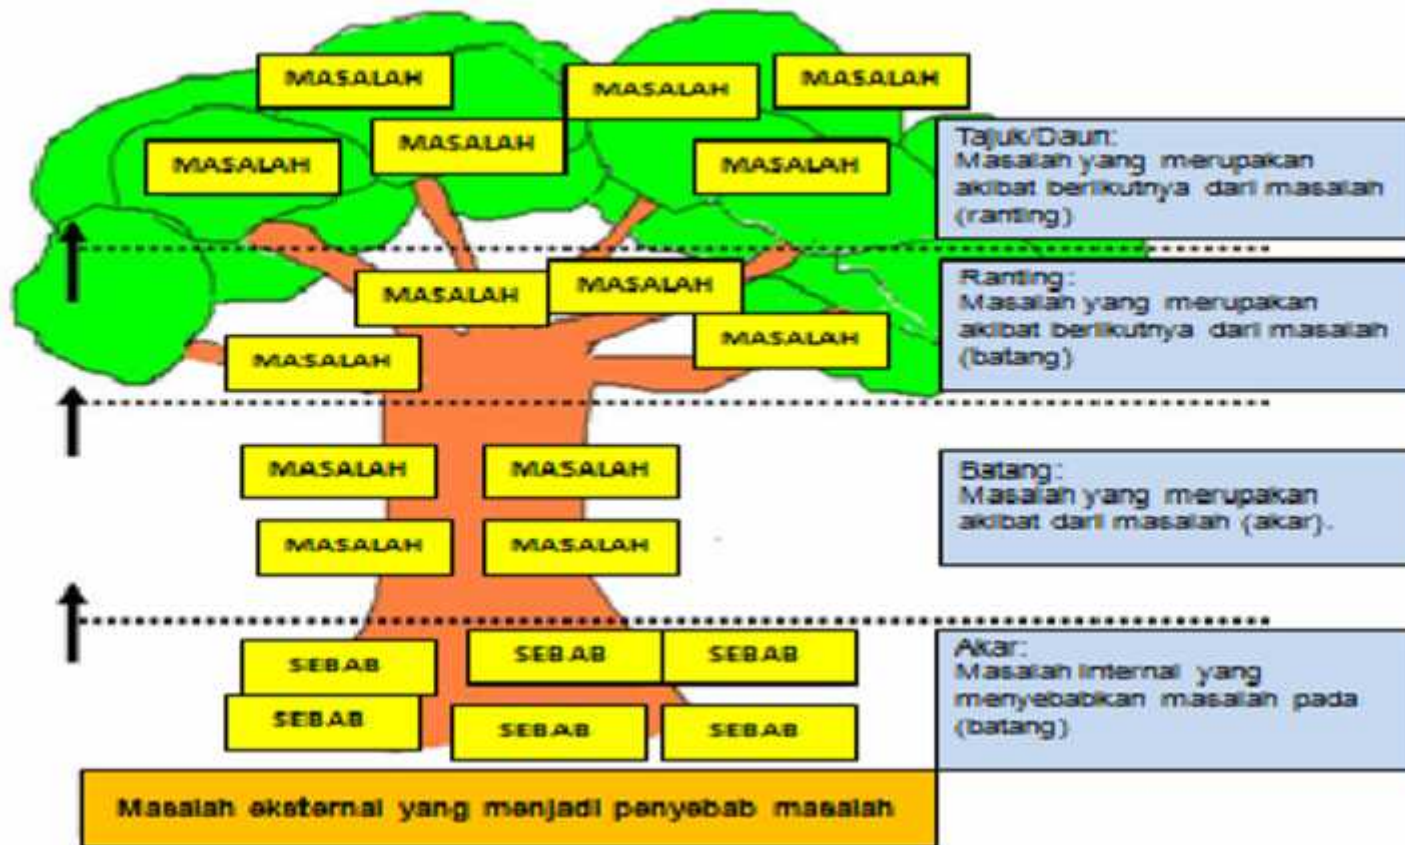 MASALAH
MASALAH
MASALAH
MASALAH
MASALAH
MASALAH
Tajuk/Daun:
Masalah yang merupakan
akibat berikutnya dari masalah
(ranting)
MASALAH
MASALAH
MASALAH
MASALAH
Ranting:
Masalah yang merupakan
akibat berikutnya dari masalah
(batang)
MASALAH
MASALAH
MASALAH
MASALAH
Batang:
Masalah yang merupakan
akibat dari masalah (akar).
SEBAB
SEBAB
SEBAB
SEBAB
SEBAB
SEBAB
Akar:
Masalah internal yang
menyebabkan masalah pada
(batang)
Masalah eksternal yang menjadi penyebab masalah